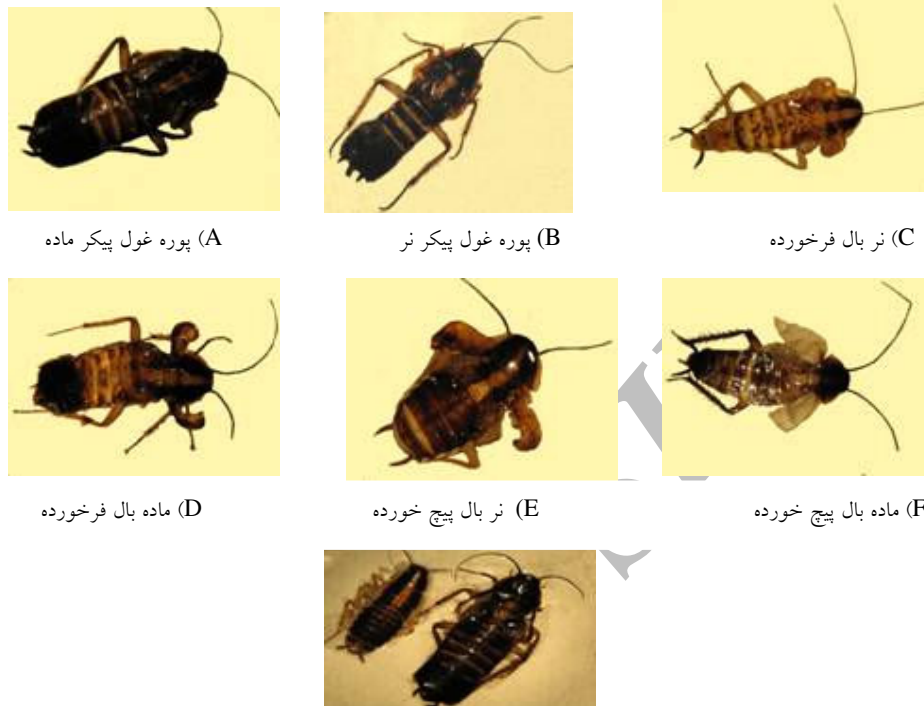 A) پوره غول پیکر ماده
B) پوره غول پیکر نر
C) نر بال فرخورده
D) ماده بال فرخورده
E) نر بال پیچ خورده
F) ماده بال پیچ خورده